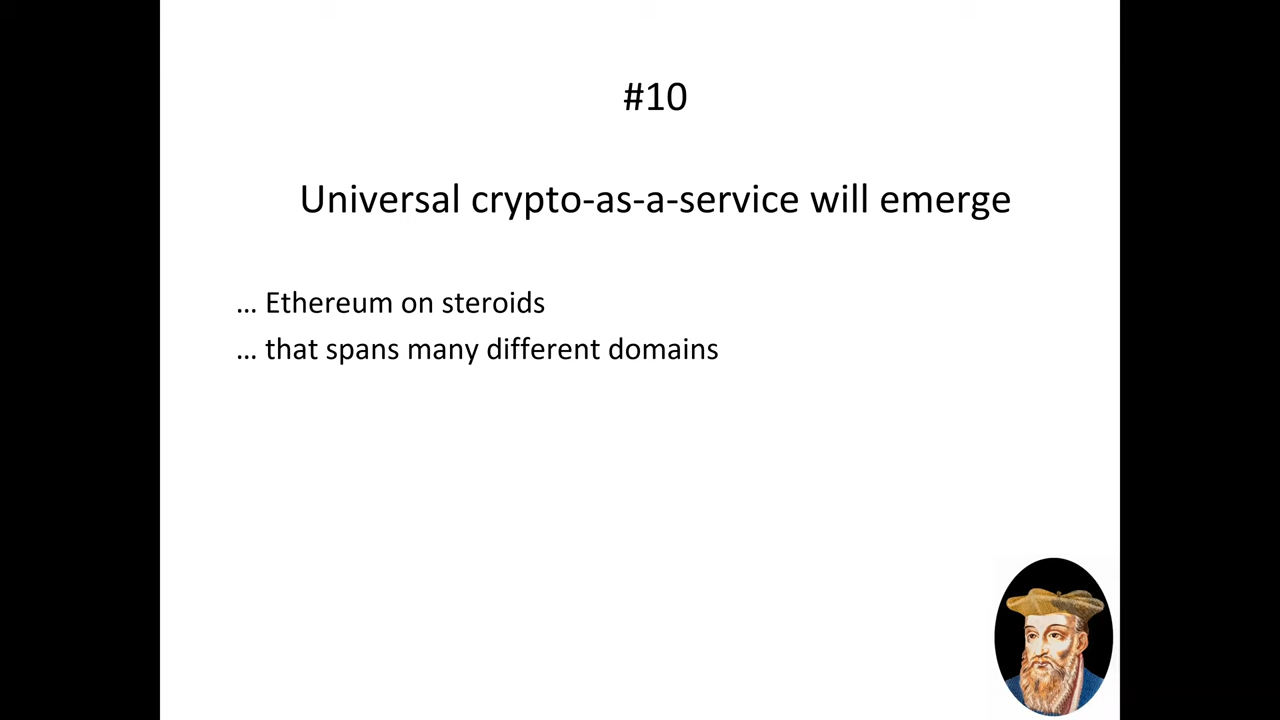 #10
Universal crypto-as-a-service will emerge
... Ethereum on steroids
... that spans many different domains